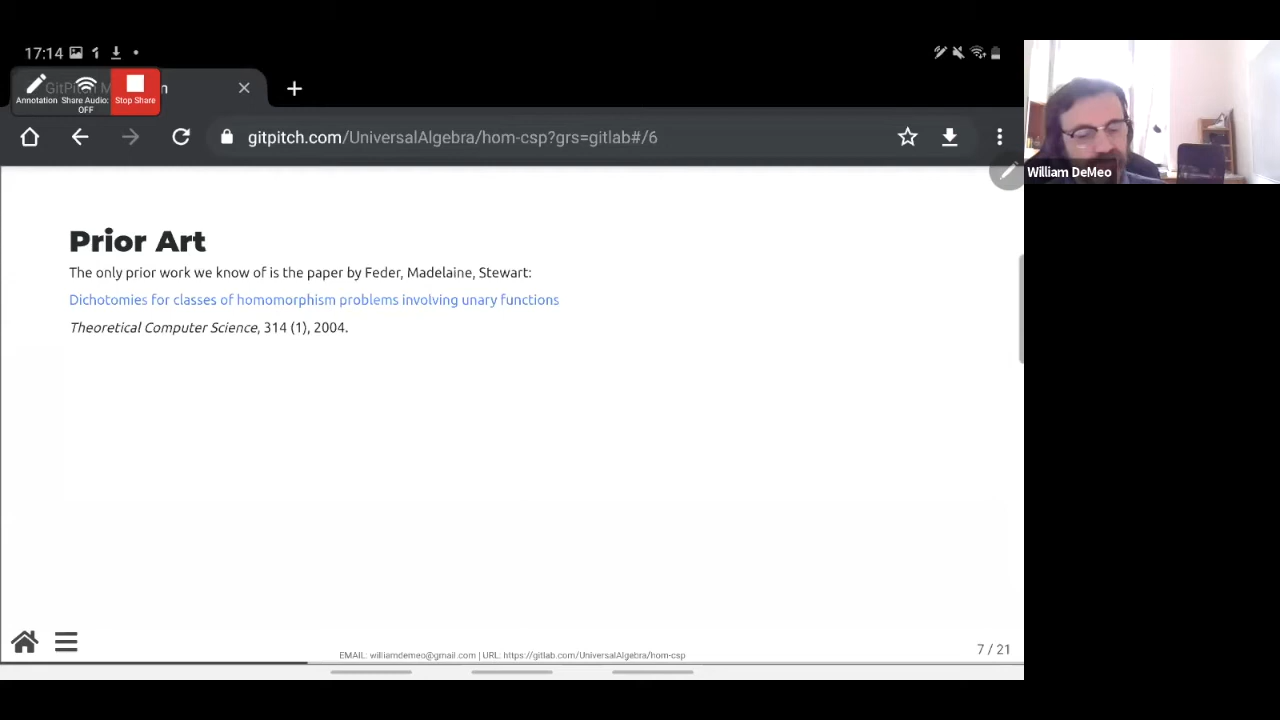 17:14
GitPitch M n
Annotation
Share Audio: OFF
Stop Share
gitpitch.com/UniversalAlgebra/hom-csp?grs=gitlab#/6
William DeMeo
Prior Art
The only prior work we know of is the paper by Feder, Madelaine, Stewart:
Dichotomies for classes of homomorphism problems involving unary functions
Theoretical Computer Science, 314 (1), 2004.
EMAIL: williamdemeo@gmail.com | URL: https://gitlab.com/UniversalAlgebra/hom-csp
7 / 21